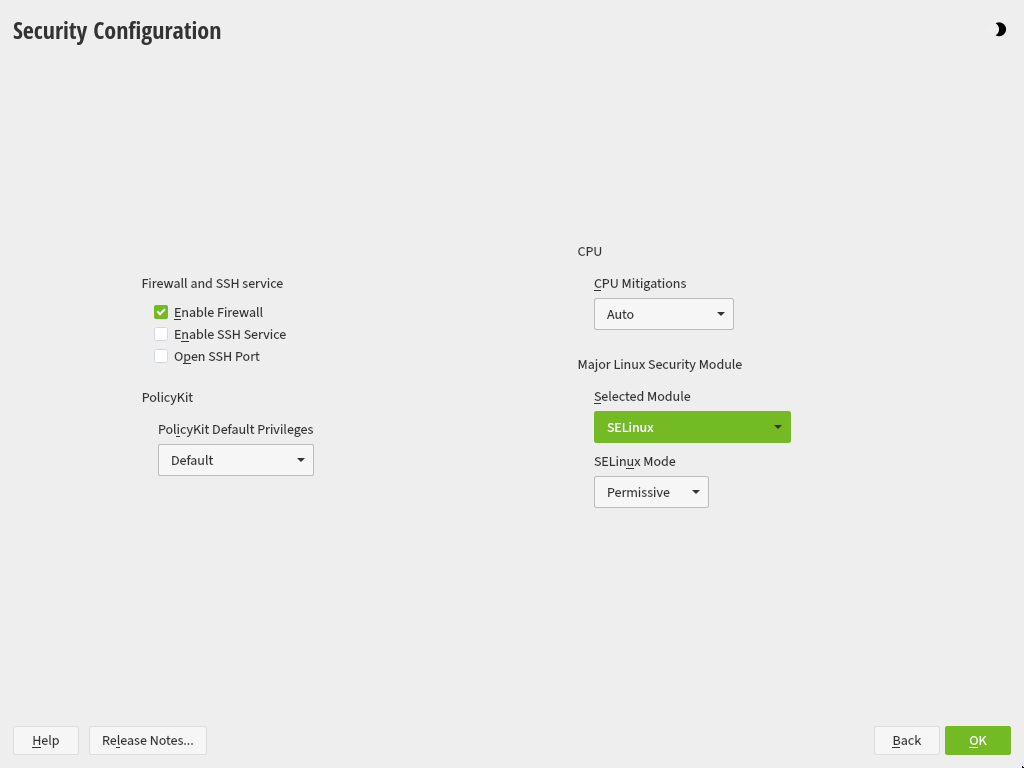 Security Configuration
Firewall and SSH service
Enable Firewall
Enable SSH Service
Open SSH Port
PolicyKit
PolicyKit Default Privileges
Default
CPU
CPU Mitigations
Auto
Major Linux Security Module
Selected Module
SELinux
SELinux Mode
Permissive
Help
Release Notes...
Back
OK